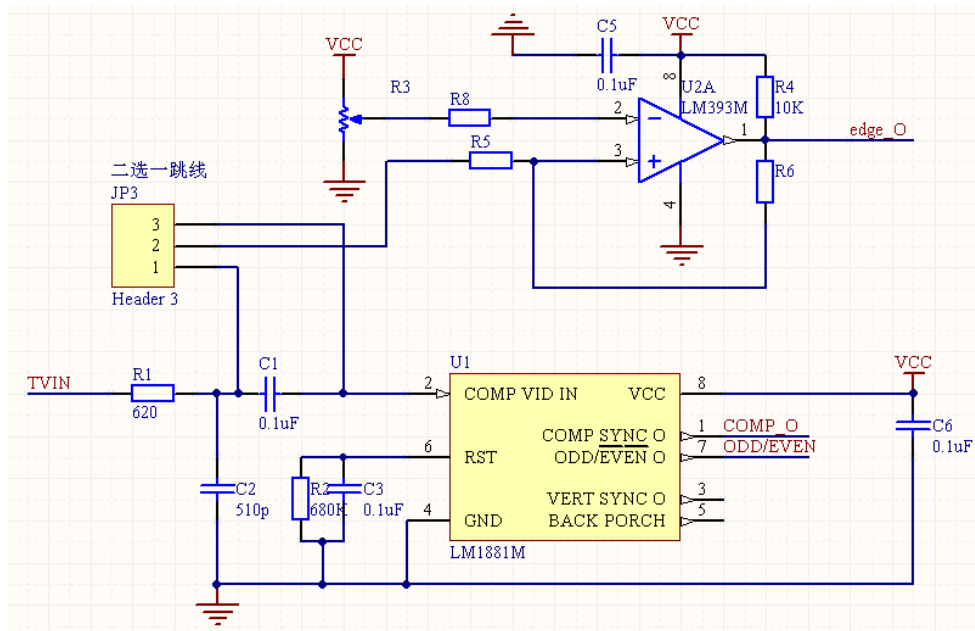 VCC
C5
0.1uF
VCC
R3
R8
2
8
U2A
LM393M
R4
10K
1
edge_O
R5
3
R6
4
二选一跳线
JP3
3
2
1
Header 3
TVIN
R1
620
C1
0.1uF
C2
510p
R2
680K
C3
0.1uF
U1
2
COMP VID IN
VCC
8
VCC
COMP SYNC O
1
COMP_O
ODD/EVEN O
7
ODD/EVEN
C6
0.1uF
6
RST
VERT SYNC O
3
4
GND
BACK PORCH
5
LM1881M